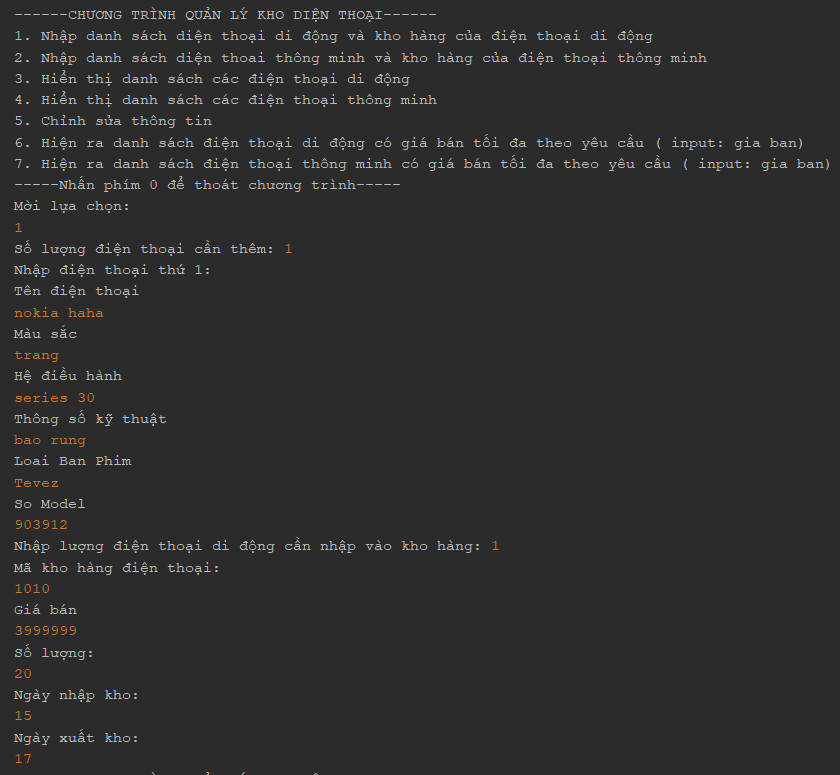 ------CHƯƠNG TRÌNH QUẢN LÝ KHO DIỆN THOẠI------
1. Nhập danh sách diện thoại di động và kho hàng của điện thoại di động
2. Nhập danh sách diện thoai thông minh và kho hàng của điện thoại thông minh
3. Hiển thị danh sách các điện thoại di động
4. Hiển thị danh sách các điện thoại thông minh
5. Chỉnh sửa thông tin
6. Hiện ra danh sách điện thoại di động có giá bán tối đa theo yêu cầu ( input: gia ban)
7. Hiện ra danh sách điện thoại thông minh có giá bán tối đa theo yêu cầu ( input: gia ban)
-----Nhấn phím 0 để thoát chương trình-----
Mời lựa chọn:
1
Số lượng điện thoại cần thêm: 1
Nhập điện thoại thứ 1:
Tên điện thoại
nokia haha
Màu sắc
trang
Hệ điều hành
series 30
Thông số kỹ thuật
bao rung
Loai Ban Phim
Tevez
So Model
903912
Nhập lượng điện thoại di động cần nhập vào kho hàng: 1
Mã kho hàng điện thoại:
1010
Giá bán
3999999
Số lượng:
20
Ngày nhập kho:
15
Ngày xuất kho:
17